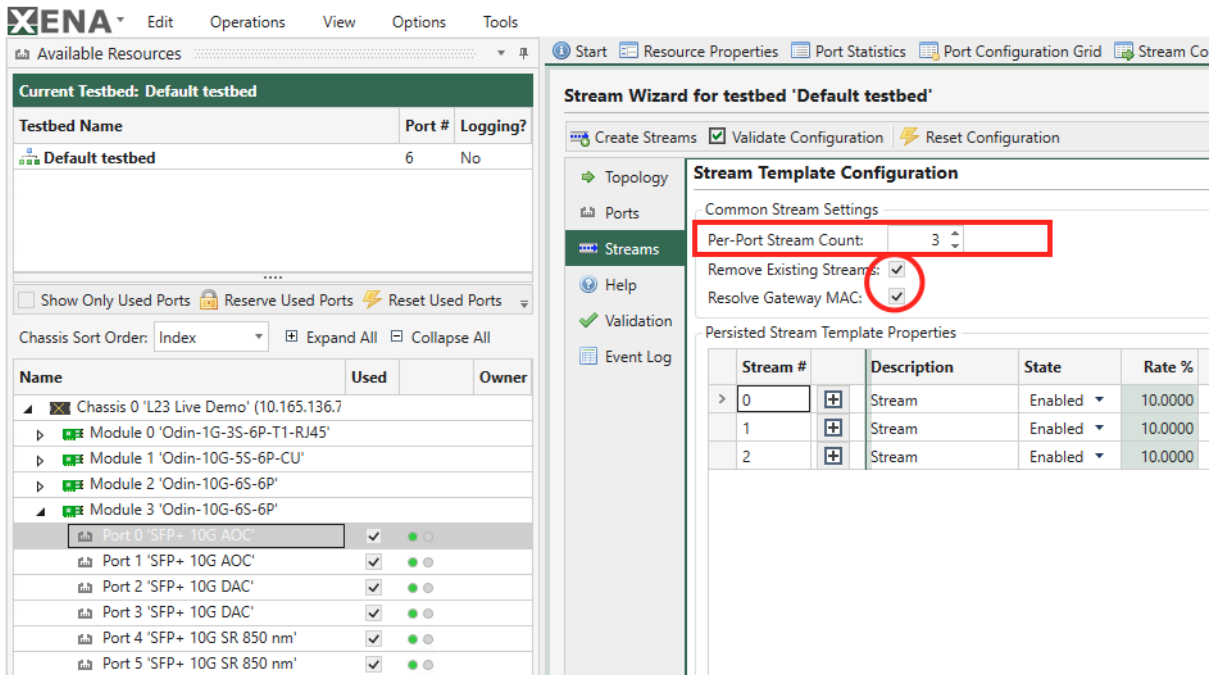 XENA Edit Operations View Options Tools
Available Resources
Current Testbed: Default testbed
Testbed Name Port # Logging?
Default testbed 6 No
Show Only Used Ports Reserve Used Ports Reset Used Ports
Chassis Sort Order: Index Expand All Collapse All
Name Used Owner
Chassis 0 'L23 Live Demo' (10.165.136.7
Module 0 'Odin-1G-3S-6P-T1-RJ45'
Module 1 'Odin-10G-5S-6P-CU'
Module 2 'Odin-10G-6S-6P'
Module 3 'Odin-10G-6S-6P'
Port 0 'SFP+ 10G AOC'
Port 1 'SFP+ 10G AOC'
Port 2 'SFP+ 10G DAC'
Port 3 'SFP+ 10G DAC'
Port 4 'SFP+ 10G SR 850 nm'
Port 5 'SFP+ 10G SR 850 nm'
Start Resource Properties Port Statistics Port Configuration Grid Stream Co
Stream Wizard for testbed 'Default testbed'
Create Streams Validate Configuration Reset Configuration
Topology
Ports
Streams
Help
Validation
Event Log
Stream Template Configuration
Common Stream Settings
Per-Port Stream Count: 3
Remove Existing Streams:
Resolve Gateway MAC:
Persisted Stream Template Properties
Stream # Description State Rate %
0 Stream Enabled 10.0000
1 Stream Enabled 10.0000
2 Stream Enabled 10.0000